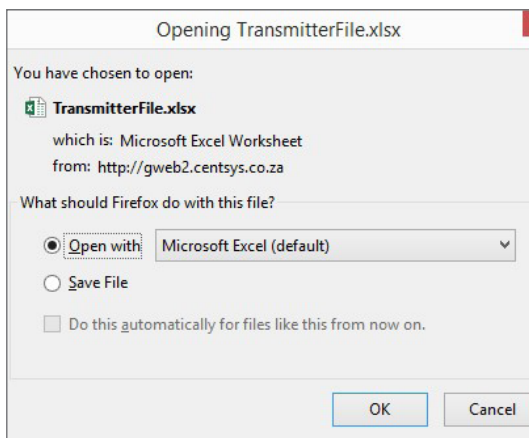 Opening TransmitterFile.xlsx
You have chosen to open:
TransmitterFile.xlsx
which is: Microsoft Excel Worksheet
from: http://gweb2.centsys.co.za
What should Firefox do with this file?
Open with Microsoft Excel (default)
Save File
Do this automatically for files like this from now on.
OK Cancel